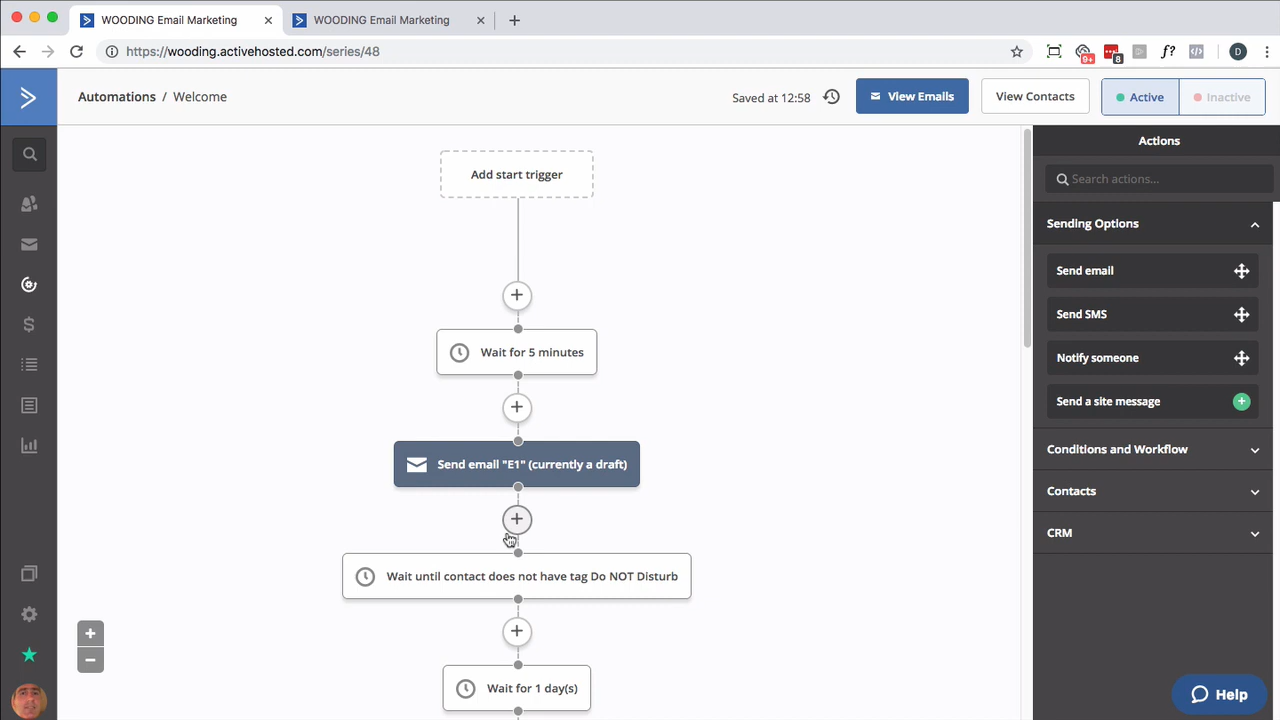 WOODING Email Marketing
WOODING Email Marketing
https://wooding.activehosted.com/series/48
9+
8
f?
D
Automations / Welcome
Saved at 12:58
View Emails
View Contacts
Active
Inactive
Add start trigger
Wait for 5 minutes
Send email "E1" (currently a draft)
Wait until contact does not have tag Do NOT Disturb
Wait for 1 day(s)
Actions
Search actions...
Sending Options
Send email
Send SMS
Notify someone
Send a site message
Conditions and Workflow
Contacts
CRM
Help